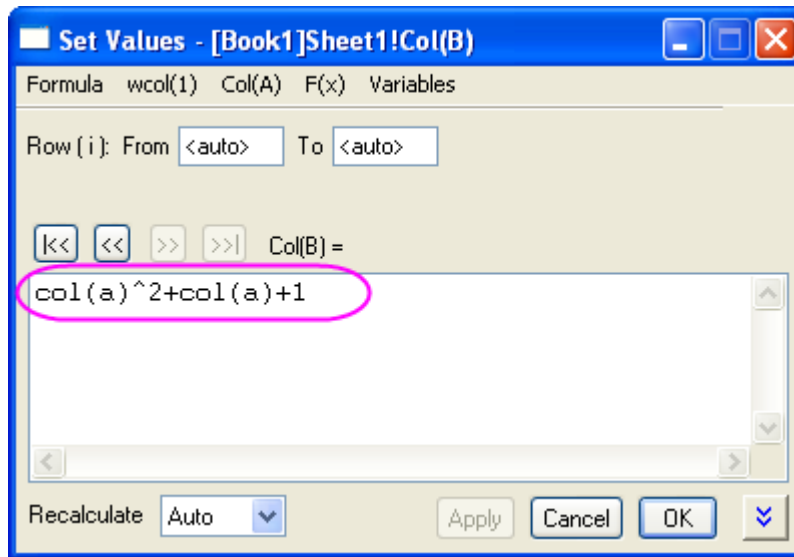 Set Values - [Book1]Sheet1!Col(B)
Formula wcol(1) Col(A) F(x) Variables
Row ( i ): From <auto> To <auto>
|<< << >> >>| Col(B) =
col(a)^2+col(a)+1
Recalculate Auto Apply Cancel OK